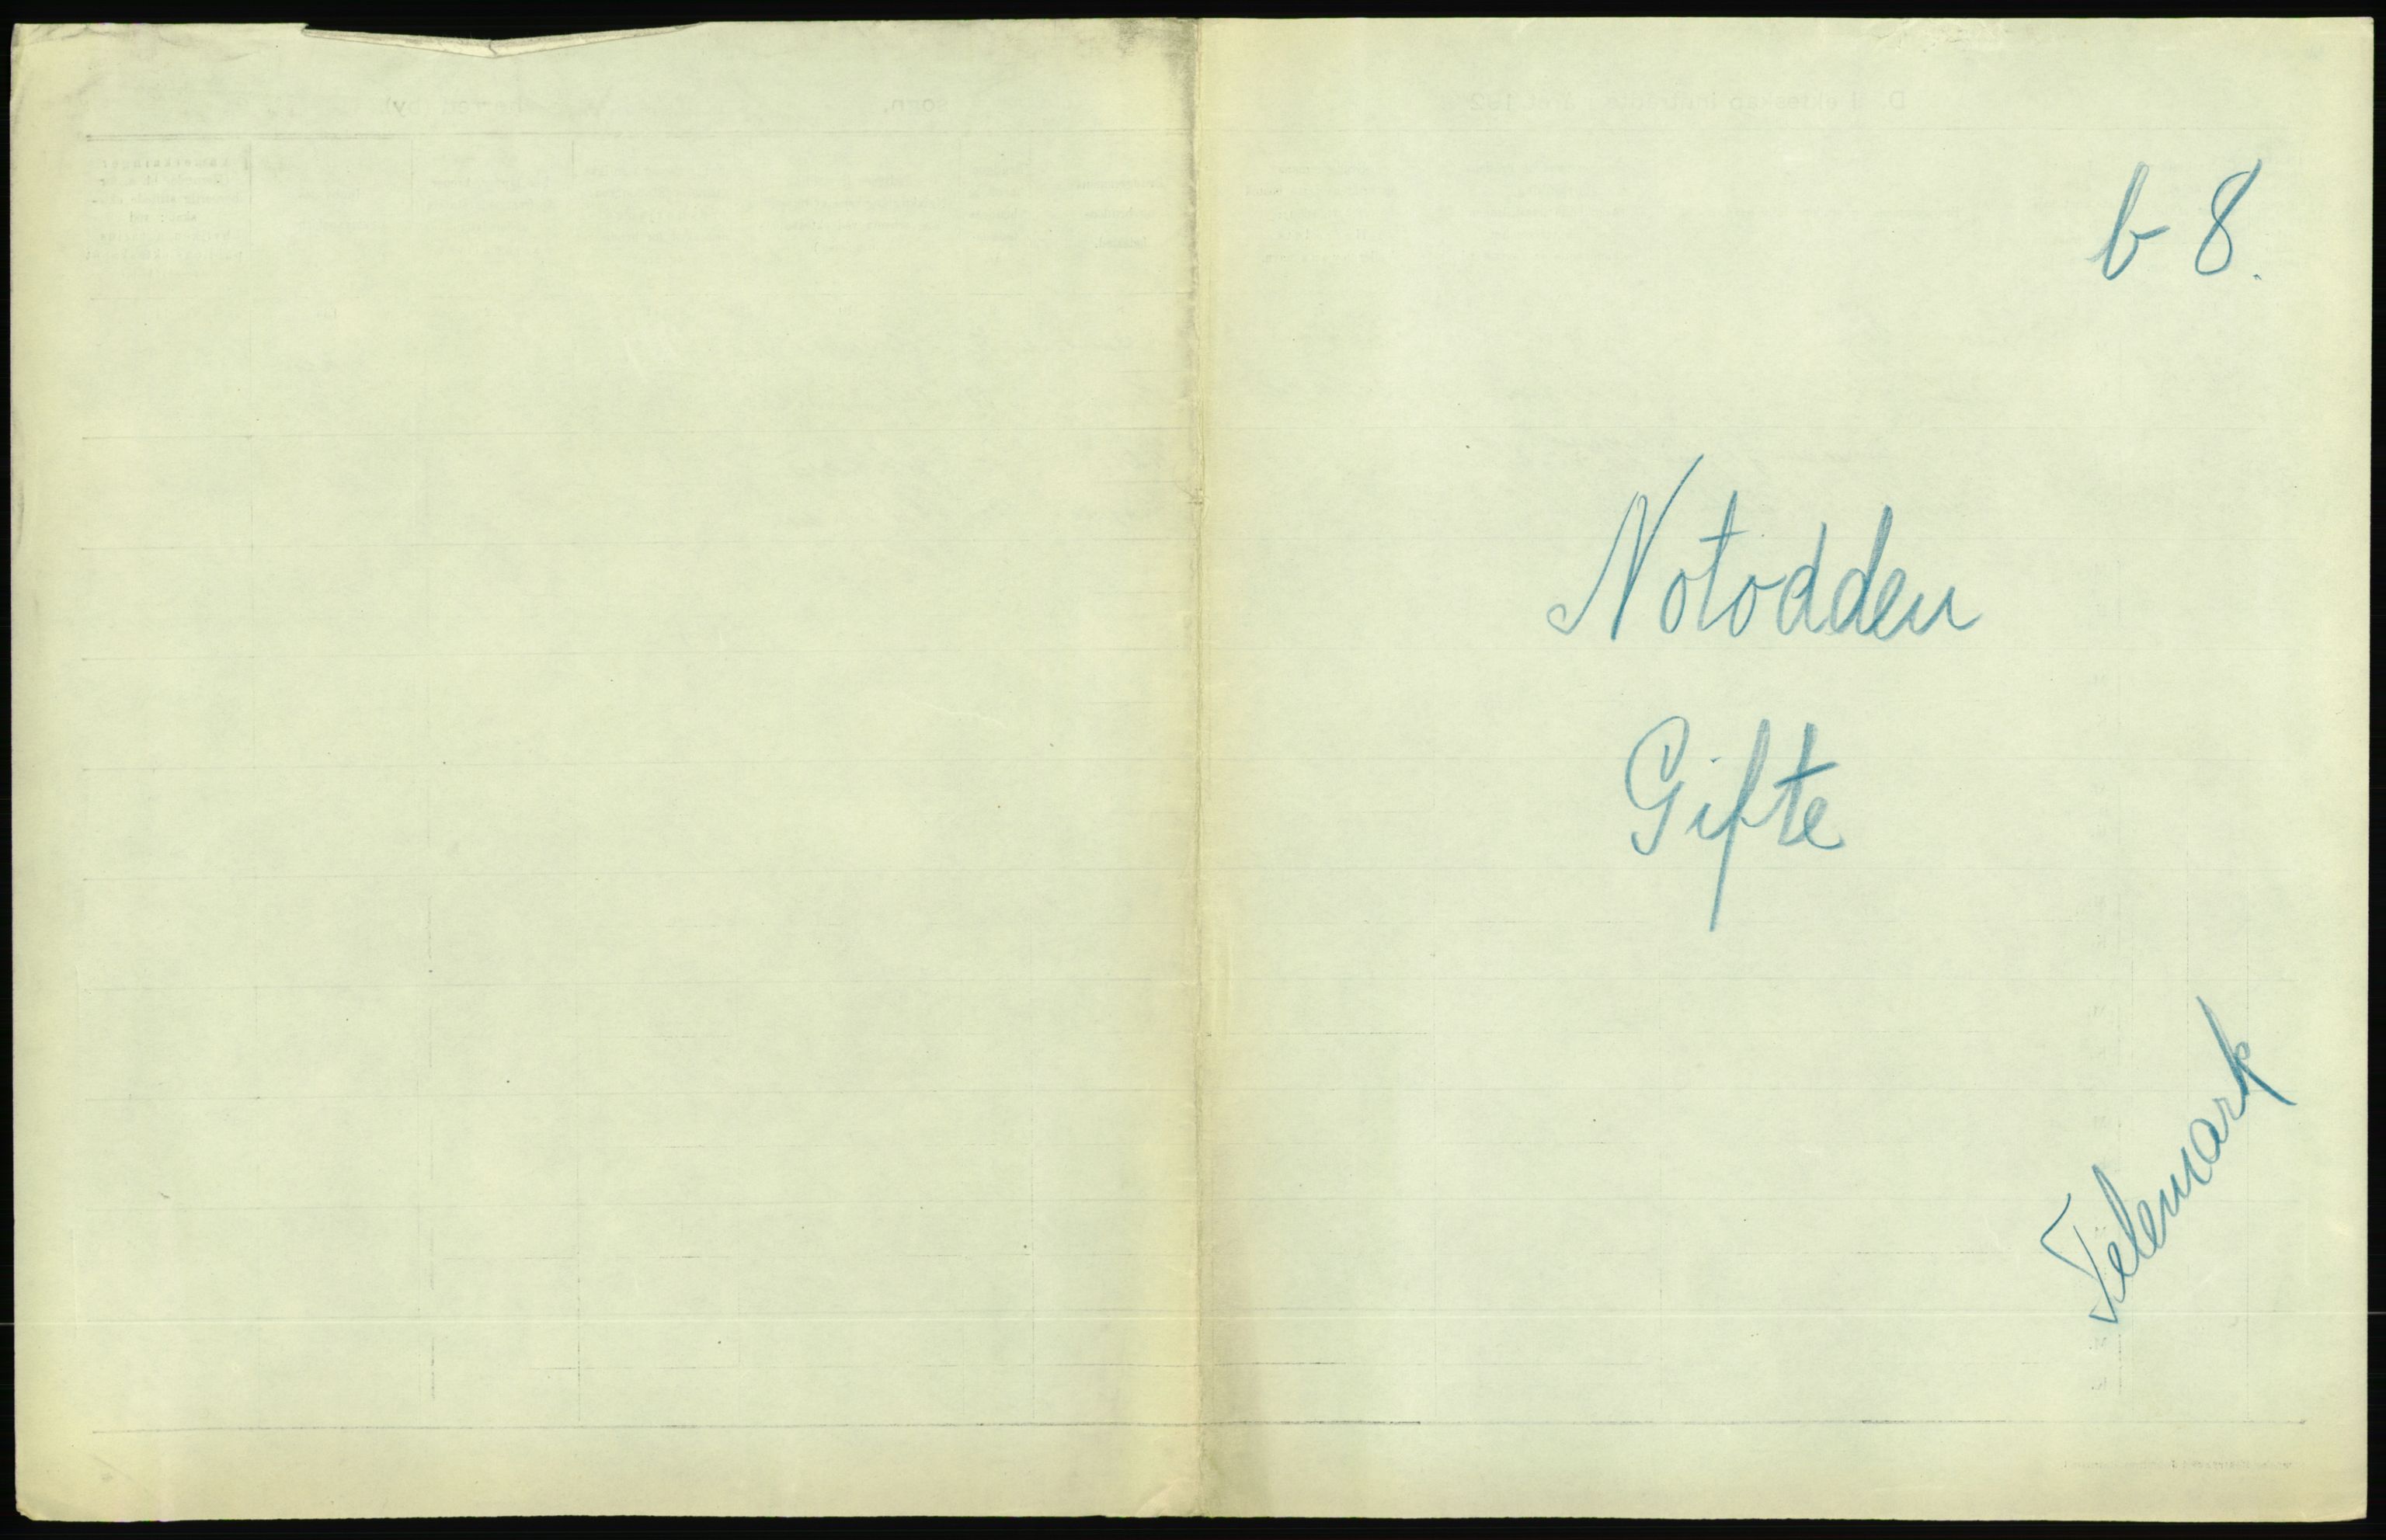 b 8.
Notodden
Gifte
Telemark